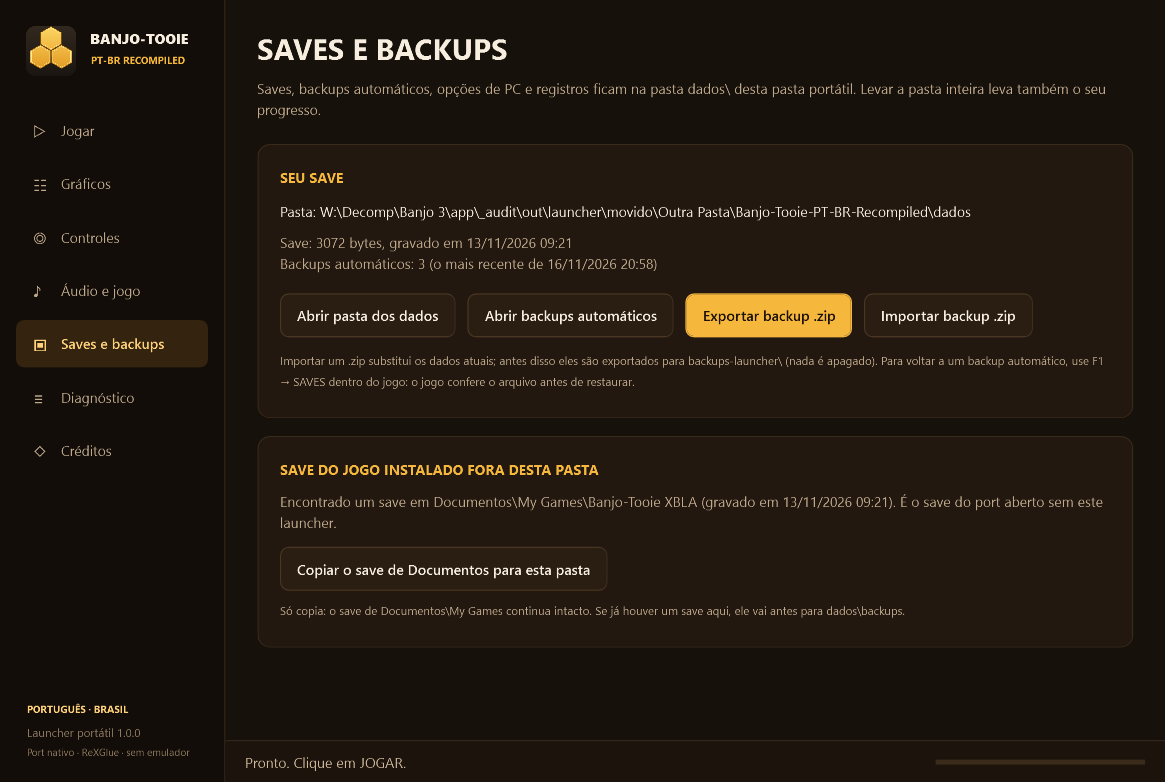 BANJO-TOOIE
PT-BR RECOMPILED
Jogar
Gráficos
Controles
Áudio e jogo
Saves e backups
Diagnóstico
Créditos
PORTUGUÊS · BRASIL
Launcher portátil 1.0.0
Port nativo · ReXGlue · sem emulador
SAVES E BACKUPS
Saves, backups automáticos, opções de PC e registros ficam na pasta dados\ desta pasta portátil. Levar a pasta inteira leva também o seu
progresso.
SEU SAVE
Pasta: W:\Decomp\Banjo 3\app\_audit\out\launcher\movido\Outra Pasta\Banjo-Tooie-PT-BR-Recompiled\dados
Save: 3072 bytes, gravado em 13/11/2026 09:21
Backups automáticos: 3 (o mais recente de 16/11/2026 20:58)
Abrir pasta dos dados
Abrir backups automáticos
Exportar backup .zip
Importar backup .zip
Importar um .zip substitui os dados atuais; antes disso eles são exportados para backups-launcher\ (nada é apagado). Para voltar a um backup automático, use F1
→ SAVES dentro do jogo: o jogo confere o arquivo antes de restaurar.
SAVE DO JOGO INSTALADO FORA DESTA PASTA
Encontrado um save em Documentos\My Games\Banjo-Tooie XBLA (gravado em 13/11/2026 09:21). É o save do port aberto sem este
launcher.
Copiar o save de Documentos para esta pasta
Só copia: o save de Documentos\My Games continua intacto. Se já houver um save aqui, ele vai antes para dados\backups.
Pronto. Clique em JOGAR.